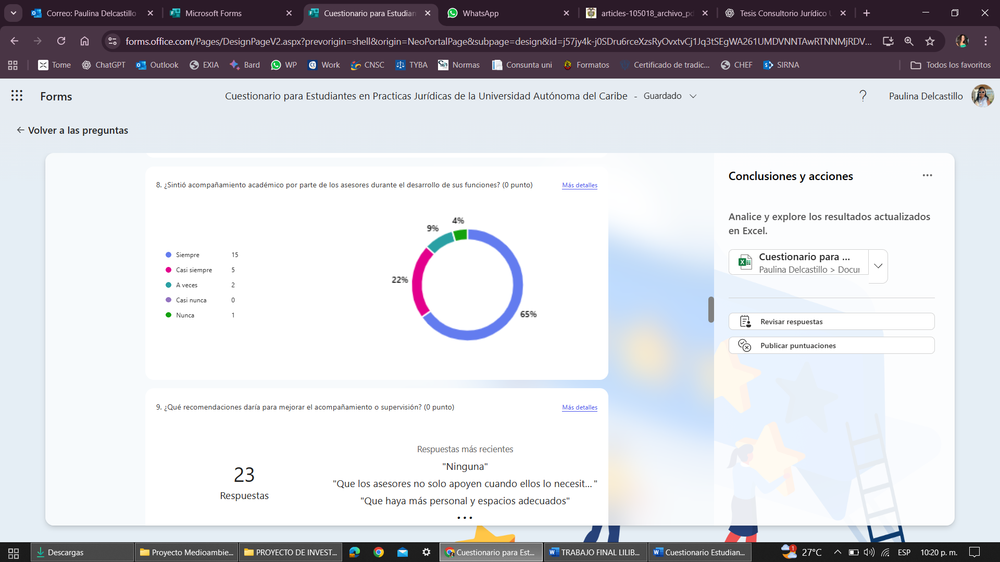 Correo: Paulina Delcastillo
Microsoft Forms
Cuestionario para Estudian
WhatsApp
articles-105018_archivo_pd
Tesis Consultorio Jurídico U
forms.office.com/Pages/DesignPageV2.aspx?prevorigin=shell&origin=NeoPortalPage&subpage=design&id=j57jy4k-j0SDru6rceXzsRyOvxtvCj1Jq3tSEgWA261UMDVNNTAwRTNNMjRDV...
Tome
ChatGPT
Outlook
EXIA
Bard
WP
Work
CNSC
TYBA
Normas
Consunta uni
Formatos
Certificado de tradic...
CHEF
SIRNA
Todos los favoritos
Forms
Cuestionario para Estudiantes en Practicas Jurídicas de la Universidad Autónoma del Caribe - Guardado
Paulina Delcastillo
Volver a las preguntas
8. ¿Sintió acompañamiento académico por parte de los asesores durante el desarrollo de sus funciones? (0 punto)
Más detalles
Siempre 15
Casi siempre 5
A veces 2
Casi nunca 0
Nunca 1
4%
9%
22%
65%
9. ¿Qué recomendaciones daría para mejorar el acompañamiento o supervisión? (0 punto)
Más detalles
23
Respuestas
Respuestas más recientes
"Ninguna"
"Que los asesores no solo apoyen cuando ellos lo necesit... "
"Que haya más personal y espacios adecuados"
...
Conclusiones y acciones
Analice y explore los resultados actualizados
en Excel.
Cuestionario para ...
Paulina Delcastillo > Docu
Revisar respuestas
Publicar puntuaciones
Descargas
Proyecto Medioambie...
PROYECTO DE INVEST...
Cuestionario para Est...
TRABAJO FINAL LILIB...
Cuestionario Estudian...
1
27°C
ESP
10:20 p. m.